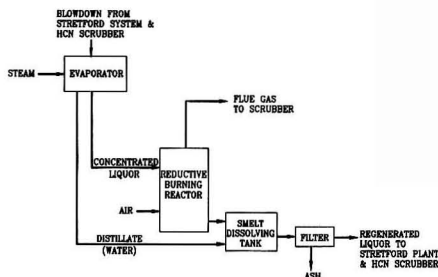 BLOWDOWN FROM
STRETFORD SYSTEM &
HCN SCRUBBER
STEAM
EVAPORATOR
FLUE GAS
TO SCRUBBER
CONCENTRATED
LIQUOR
REDUCTIVE
BURNING
REACTOR
AIR
DISTILLATE
(WATER)
SMELT
DISSOLVING
TANK
FILTER
REGENERATED
LIQUOR TO
STRETFORD PLANT
& HCN SCRUBBER
ASH